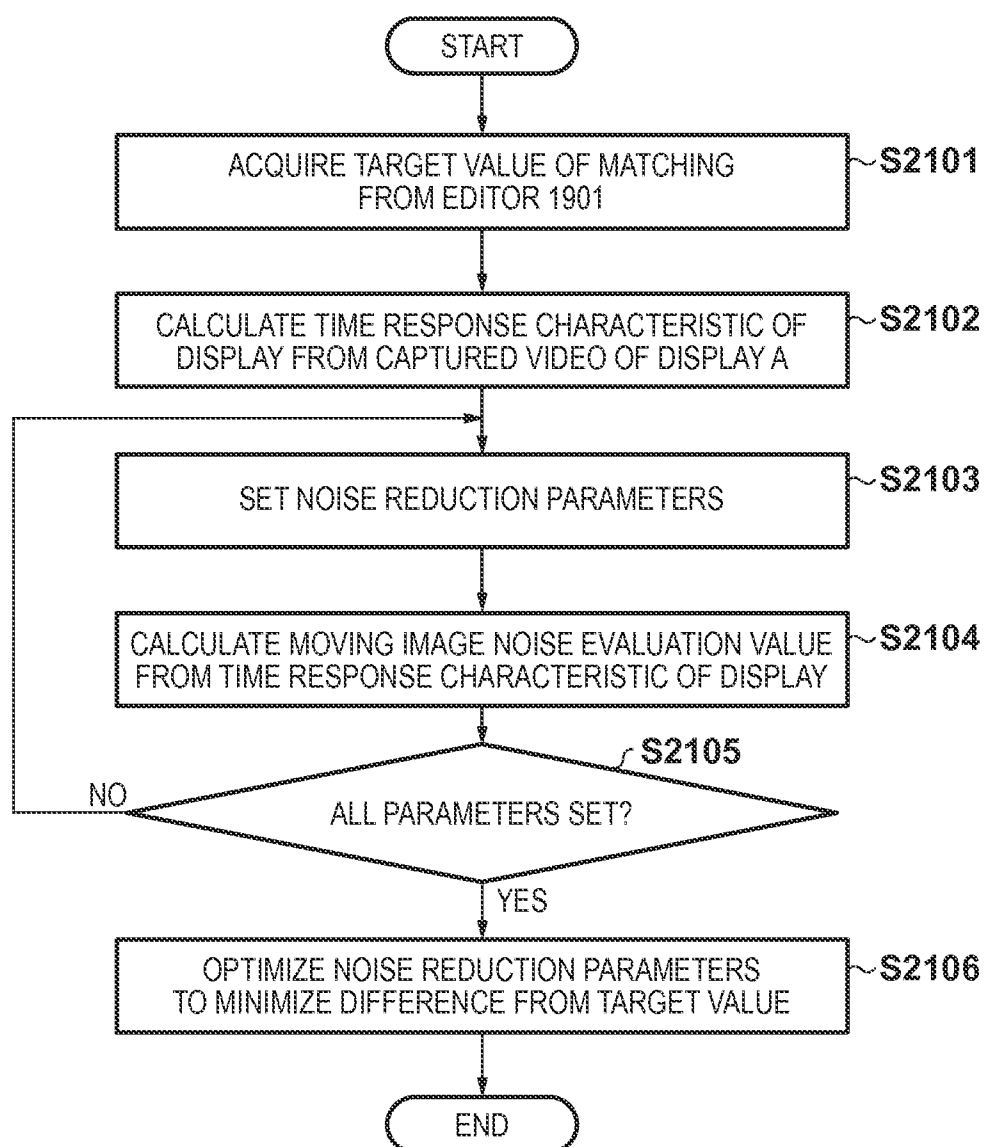 START
ACQUIRE TARGET VALUE OF MATCHING
FROM EDITOR 1901
S2101
CALCULATE TIME RESPONSE CHARACTERISTIC OF
DISPLAY FROM CAPTURED VIDEO OF DISPLAY A
S2102
SET NOISE REDUCTION PARAMETERS
S2103
CALCULATE MOVING IMAGE NOISE EVALUATION VALUE
FROM TIME RESPONSE CHARACTERISTIC OF DISPLAY
S2104
S2105
NO
ALL PARAMETERS SET?
YES
OPTIMIZE NOISE REDUCTION PARAMETERS
TO MINIMIZE DIFFERENCE FROM TARGET VALUE
S2106
END